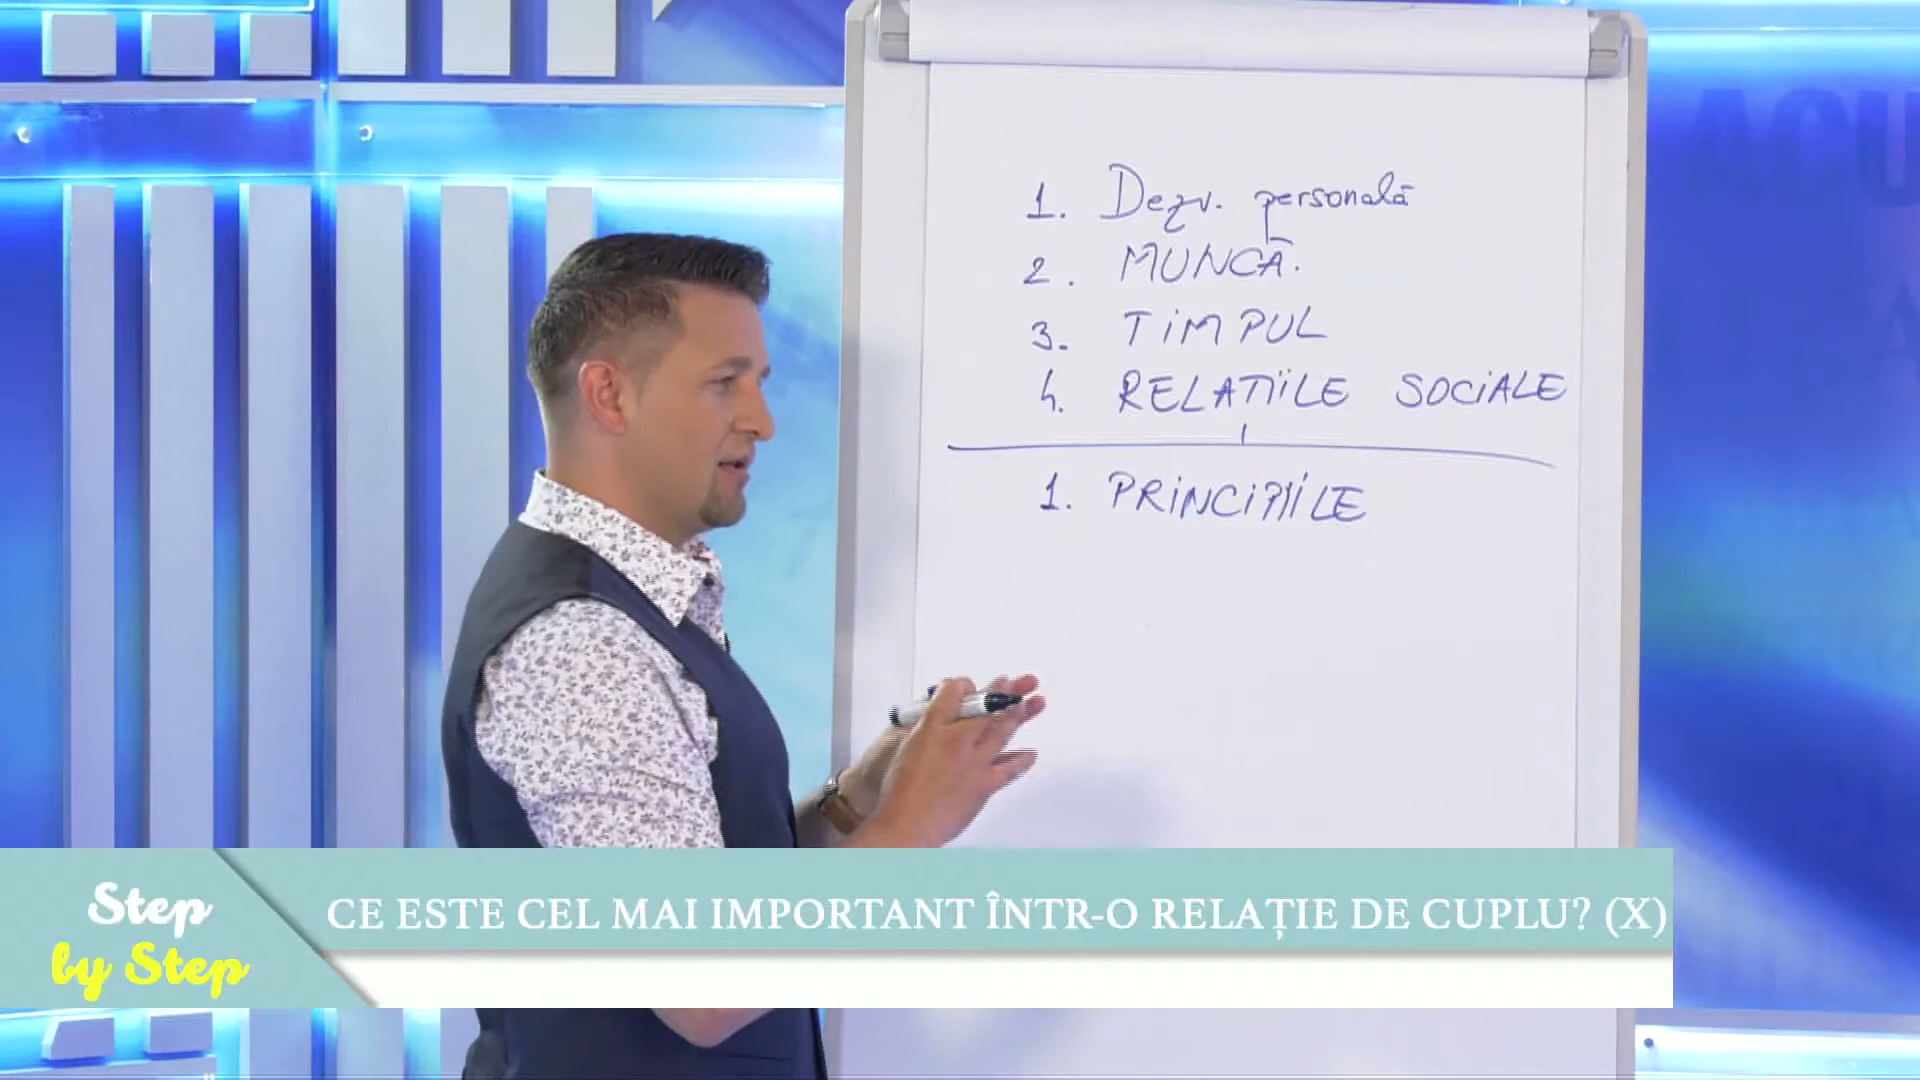 ACU
1. Dezv. personală
2. MUNCĂ.
3. TiMPUL
4. RELAȚiiLE SOCiALE
1. PRiNCiPiiLE
Step
by Step
CE ESTE CEL MAI IMPORTANT ÎNTR-O RELAȚIE DE CUPLU? (X)